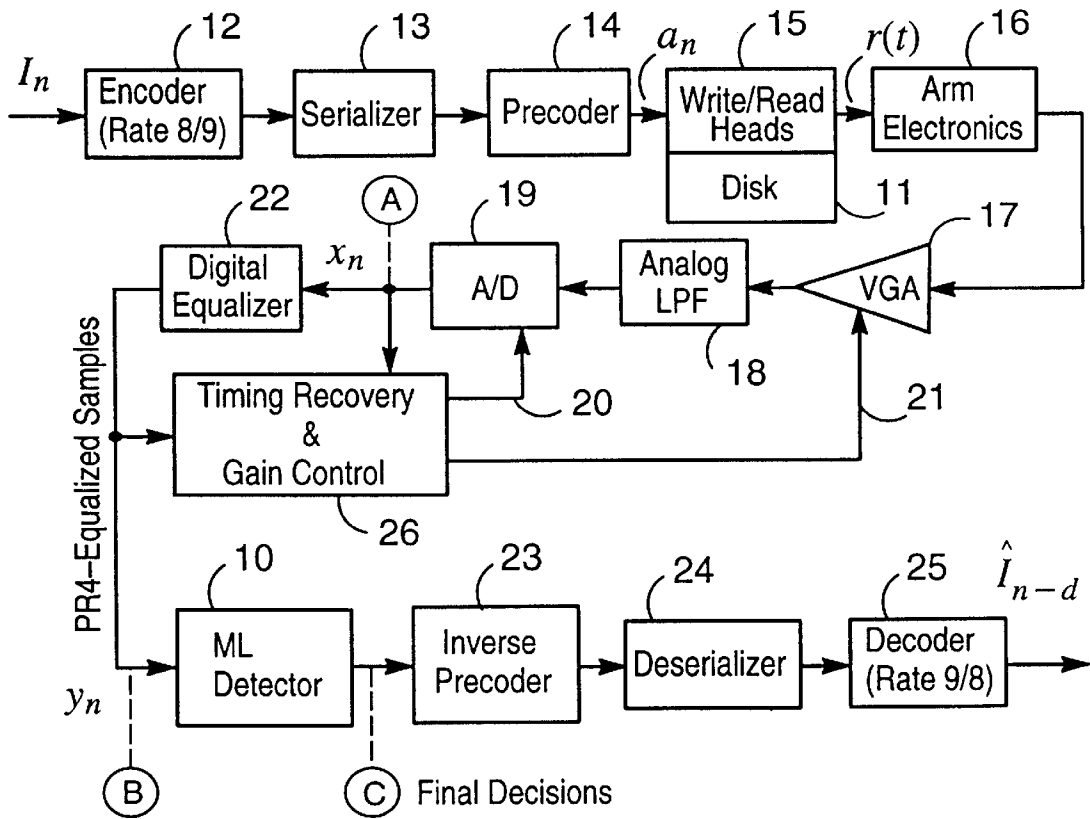 12
13
14
15
16
I_n
a_n
r(t)
Encoder
(Rate 8/9)
Serializer
Precoder
Write/Read
Heads
Disk
Arm
Electronics
11
A
22
19
17
x_n
Digital
Equalizer
A/D
Analog
LPF
VGA
18
20
21
Timing Recovery
&
Gain Control
26
PR4–Equalized Samples
10
23
24
25
Î_{n–d}
ML
Detector
Inverse
Precoder
Deserializer
Decoder
(Rate 9/8)
y_n
B
C
Final Decisions